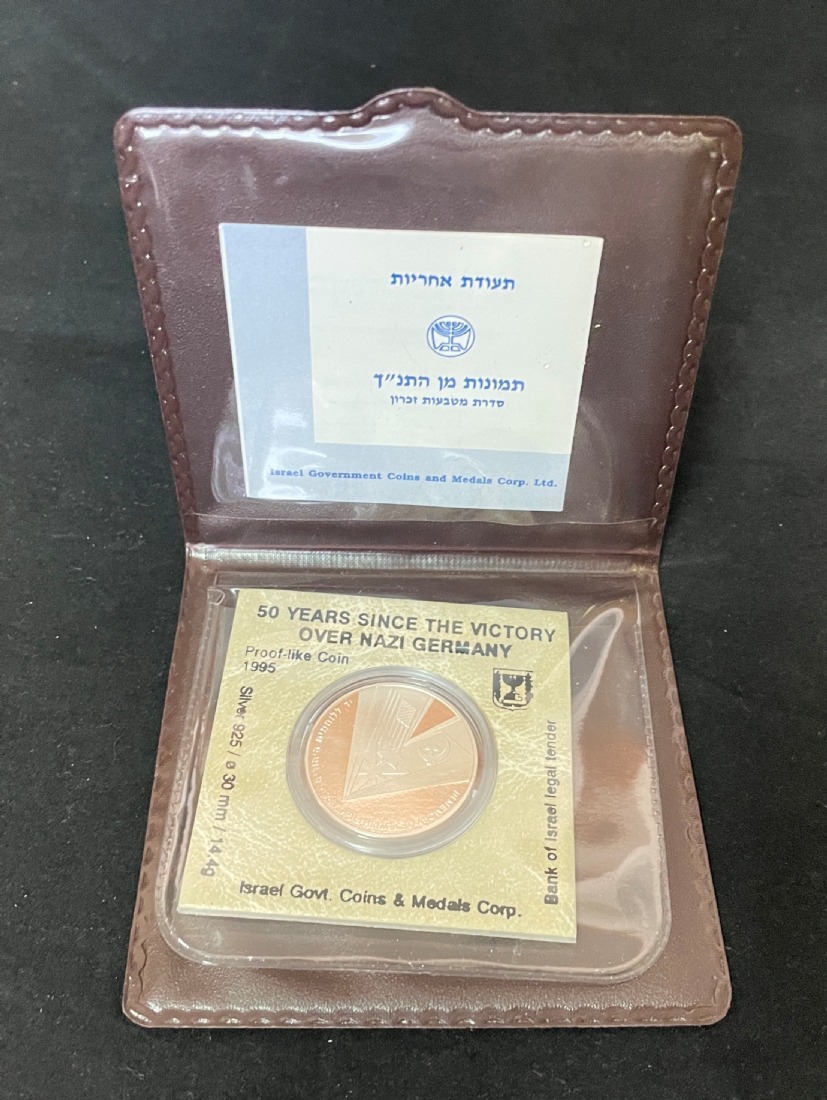 תעודת אחריות
תמונות מן התנ״ך
סדרת מטבעות זכרון
Israel Government Coins and Medals Corp. Ltd.
50 YEARS SINCE THE VICTORY
OVER NAZI GERMANY
Proof-like Coin
1995
Silver 925 / ø 30 mm / 14.4g
Bank of Israel legal tender
Israel Govt. Coins & Medals Corp.